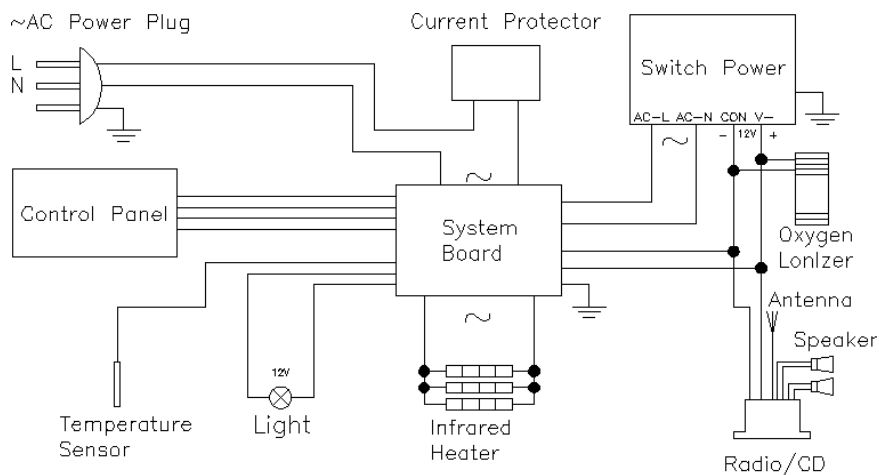 ~AC Power Plug
L
N
Current Protector
Switch Power
AC-L AC-N CON V-
~ - 12V +
Control Panel
~
System
Board
Oxygen
LonIzer
Antenna
Speaker
~
12V
Light
Temperature
Sensor
Infrared
Heater
Radio/CD